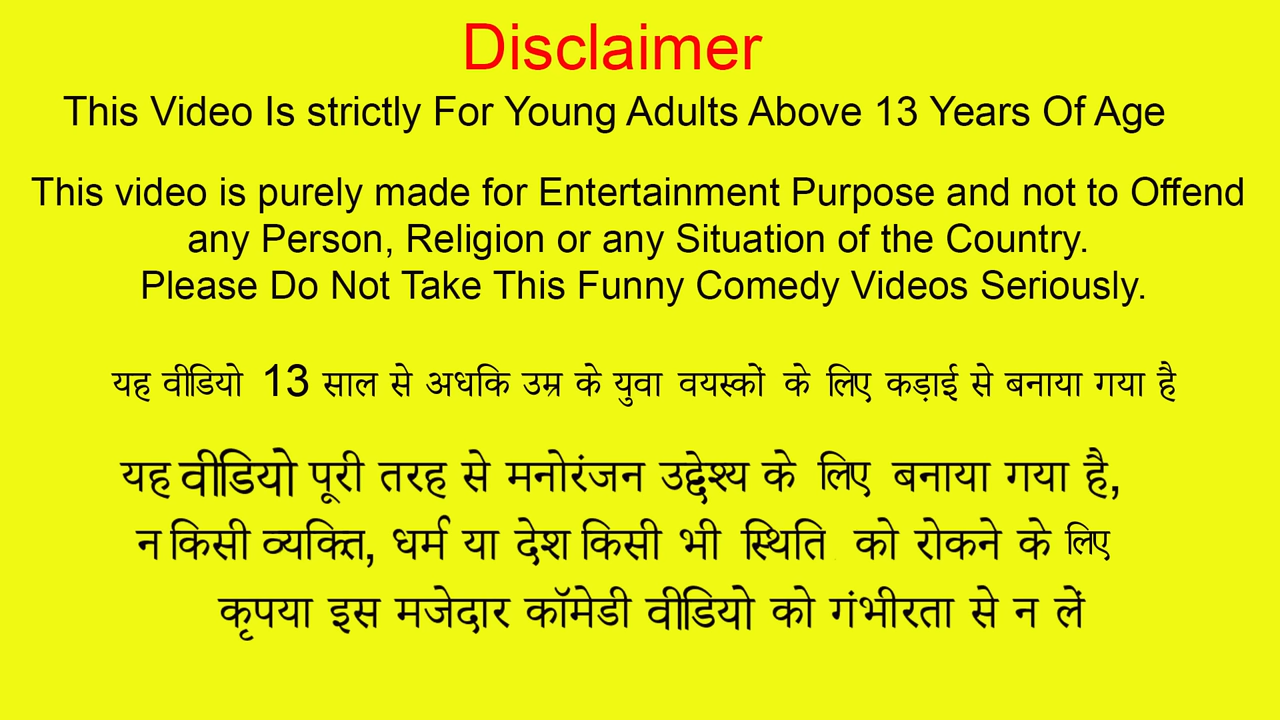 Disclaimer
This Video Is strictly For Young Adults Above 13 Years Of Age
This video is purely made for Entertainment Purpose and not to Offend
any Person, Religion or any Situation of the Country.
Please Do Not Take This Funny Comedy Videos Seriously.
यह वीडियो 13 साल से अधकि उम्र के युवा वयस्कों के लिए कड़ाई से बनाया गया है
यह वीडियो पूरी तरह से मनोरंजन उद्देश्य के लिए बनाया गया है,
न किसी व्यक्ति, धर्म या देश किसी भी स्थिति को रोकने के लिए
कृपया इस मजेदार कॉमेडी वीडियो को गंभीरता से न लें